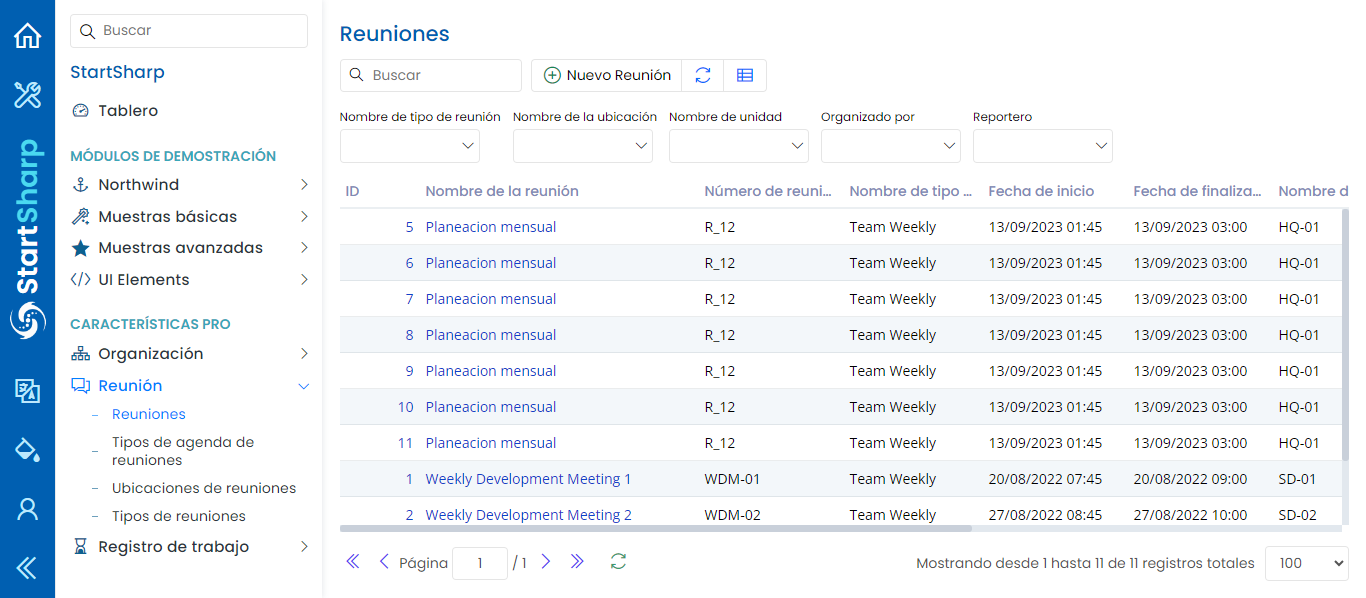 StartSharp
Buscar
StartSharp
Tablero
MÓDULOS DE DEMOSTRACIÓN
Northwind
Muestras básicas
Muestras avanzadas
UI Elements
CARACTERÍSTICAS PRO
Organización
Reunión
Reuniones
Tipos de agenda de
reuniones
Ubicaciones de reuniones
Tipos de reuniones
Registro de trabajo
Reuniones
Buscar
Nuevo Reunión
Nombre de tipo de reunión Nombre de la ubicación Nombre de unidad Organizado por Reportero
ID Nombre de la reunión Número de reuni... Nombre de tipo ... Fecha de inicio Fecha de finaliza... Nombre d
5 Planeacion mensual R_12 Team Weekly 13/09/2023 01:45 13/09/2023 03:00 HQ-01
6 Planeacion mensual R_12 Team Weekly 13/09/2023 01:45 13/09/2023 03:00 HQ-01
7 Planeacion mensual R_12 Team Weekly 13/09/2023 01:45 13/09/2023 03:00 HQ-01
8 Planeacion mensual R_12 Team Weekly 13/09/2023 01:45 13/09/2023 03:00 HQ-01
9 Planeacion mensual R_12 Team Weekly 13/09/2023 01:45 13/09/2023 03:00 HQ-01
10 Planeacion mensual R_12 Team Weekly 13/09/2023 01:45 13/09/2023 03:00 HQ-01
11 Planeacion mensual R_12 Team Weekly 13/09/2023 01:45 13/09/2023 03:00 HQ-01
1 Weekly Development Meeting 1 WDM-01 Team Weekly 20/08/2022 07:45 20/08/2022 09:00 SD-01
2 Weekly Development Meeting 2 WDM-02 Team Weekly 27/08/2022 08:45 27/08/2022 10:00 SD-02
Página 1 / 1 Mostrando desde 1 hasta 11 de 11 registros totales 100